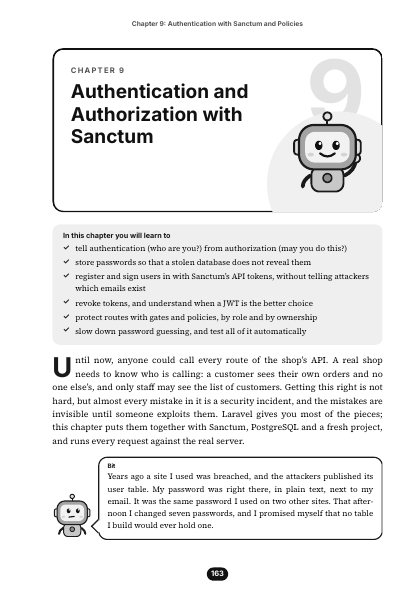 Chapter 9: Authentication with Sanctum and Policies
CHAPTER 9
9
Authentication and
Authorization with
Sanctum
In this chapter you will learn to
✓ tell authentication (who are you?) from authorization (may you do this?)
✓ store passwords so that a stolen database does not reveal them
✓ register and sign users in with Sanctum's API tokens, without telling attackers
which emails exist
✓ revoke tokens, and understand when a JWT is the better choice
✓ protect routes with gates and policies, by role and by ownership
✓ slow down password guessing, and test all of it automatically
Until now, anyone could call every route of the shop's API. A real shop
needs to know who is calling: a customer sees their own orders and no
one else's, and only staff may see the list of customers. Getting this right is not
hard, but almost every mistake in it is a security incident, and the mistakes are
invisible until someone exploits them. Laravel gives you most of the pieces;
this chapter puts them together with Sanctum, PostgreSQL and a fresh project,
and runs every request against the real server.
Bit
Years ago a site I used was breached, and the attackers published its
user table. My password was right there, in plain text, next to my
email. It was the same password I used on two other sites. That after-
noon I changed seven passwords, and I promised myself that no table
I build would ever hold one.
163